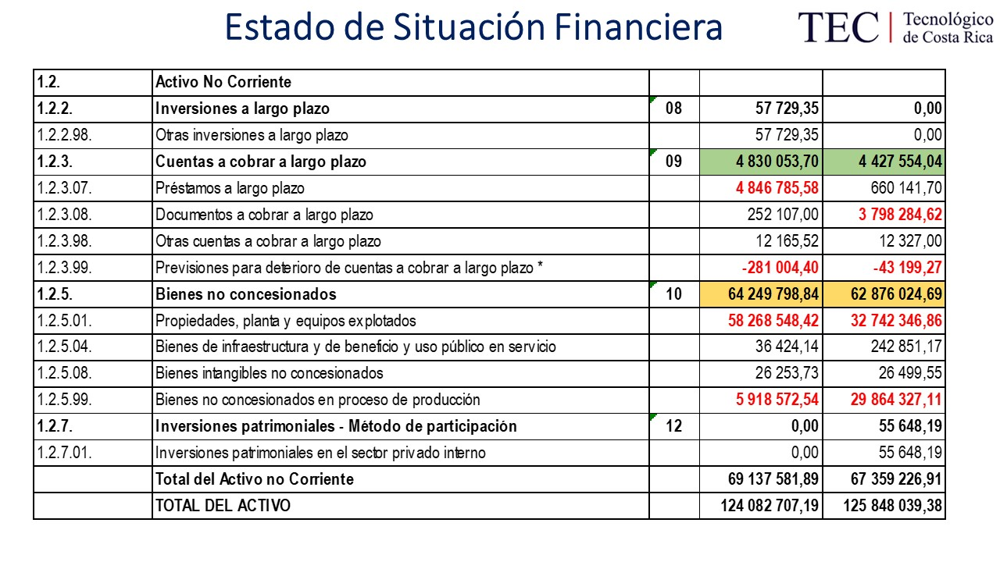 Estado de Situación Financiera
TEC | Tecnológico
de Costa Rica
1.2. Activo No Corriente
1.2.2. Inversiones a largo plazo 08 57 729,35 0,00
1.2.2.98. Otras inversiones a largo plazo 57 729,35 0,00
1.2.3. Cuentas a cobrar a largo plazo 09 4 830 053,70 4 427 554,04
1.2.3.07. Préstamos a largo plazo 4 846 785,58 660 141,70
1.2.3.08. Documentos a cobrar a largo plazo 252 107,00 3 798 284,62
1.2.3.98. Otras cuentas a cobrar a largo plazo 12 165,52 12 327,00
1.2.3.99. Previsiones para deterioro de cuentas a cobrar a largo plazo * -281 004,40 -43 199,27
1.2.5. Bienes no concesionados 10 64 249 798,84 62 876 024,69
1.2.5.01. Propiedades, planta y equipos explotados 58 268 548,42 32 742 346,86
1.2.5.04. Bienes de infraestructura y de beneficio y uso público en servicio 36 424,14 242 851,17
1.2.5.08. Bienes intangibles no concesionados 26 253,73 26 499,55
1.2.5.99. Bienes no concesionados en proceso de producción 5 918 572,54 29 864 327,11
1.2.7. Inversiones patrimoniales - Método de participación 12 0,00 55 648,19
1.2.7.01. Inversiones patrimoniales en el sector privado interno 0,00 55 648,19
Total del Activo no Corriente 69 137 581,89 67 359 226,91
TOTAL DEL ACTIVO 124 082 707,19 125 848 039,38